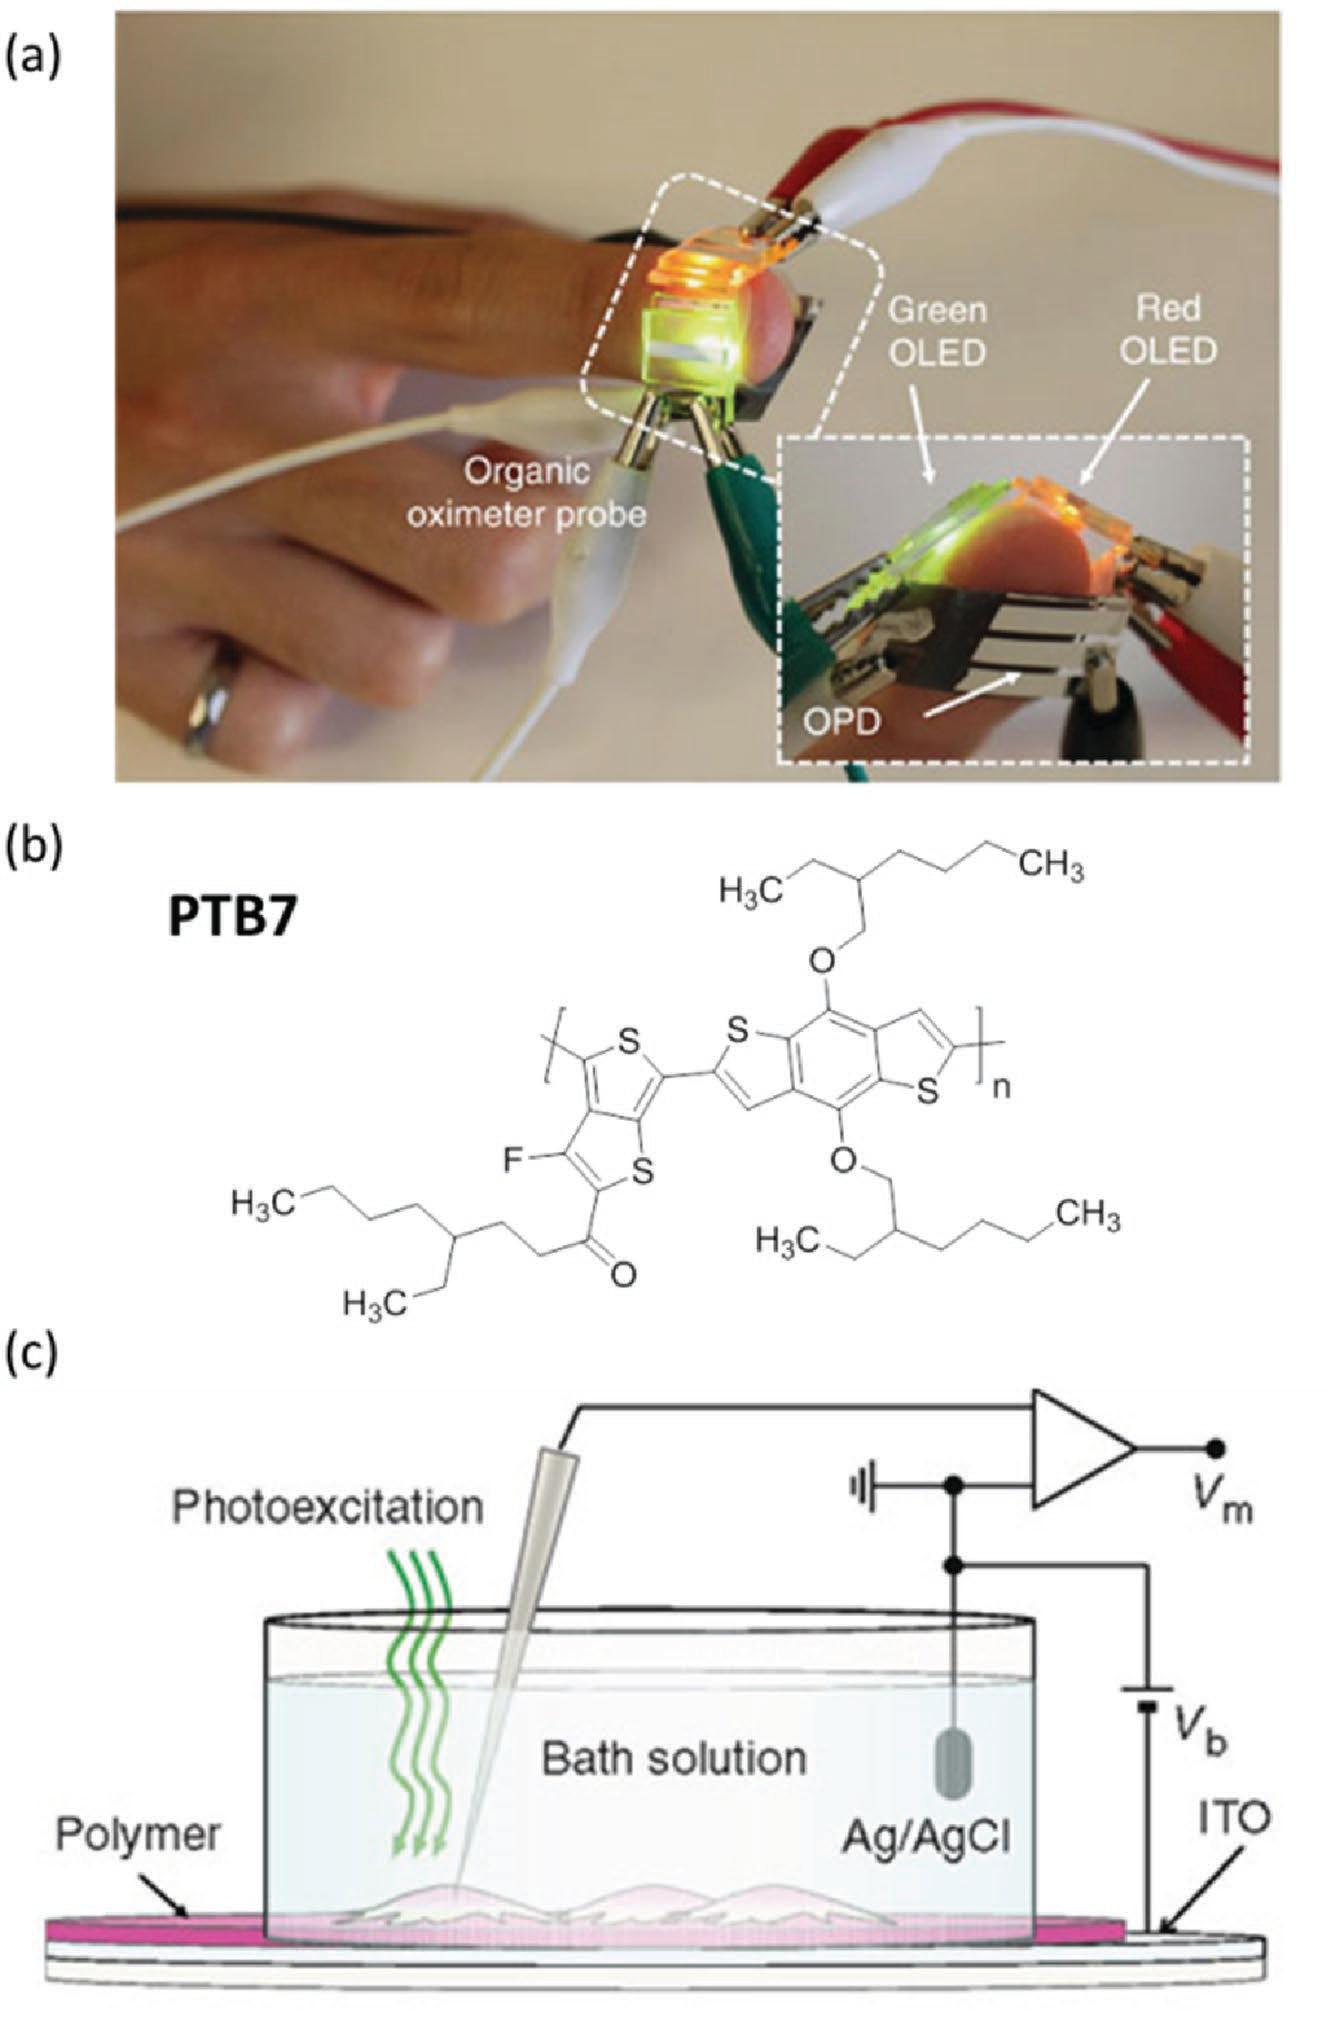 (a)
Green
OLED
Red
OLED
Organic
oximeter probe
OPD
(b)
PTB7
H₃C
CH₃
O
S
S
S
n
F
S
O
H₃C
H₃C
CH₃
O
H₃C
(c)
Photoexcitation
Vm
Bath solution
Vb
Polymer
Ag/AgCl
ITO